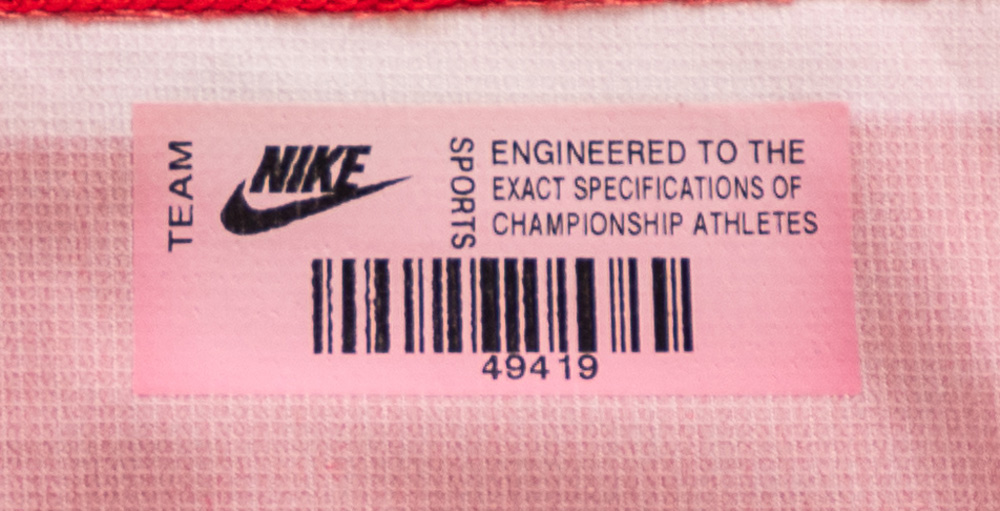 TEAM
NIKE
SPORTS
ENGINEERED TO THE
EXACT SPECIFICATIONS OF
CHAMPIONSHIP ATHLETES
49419